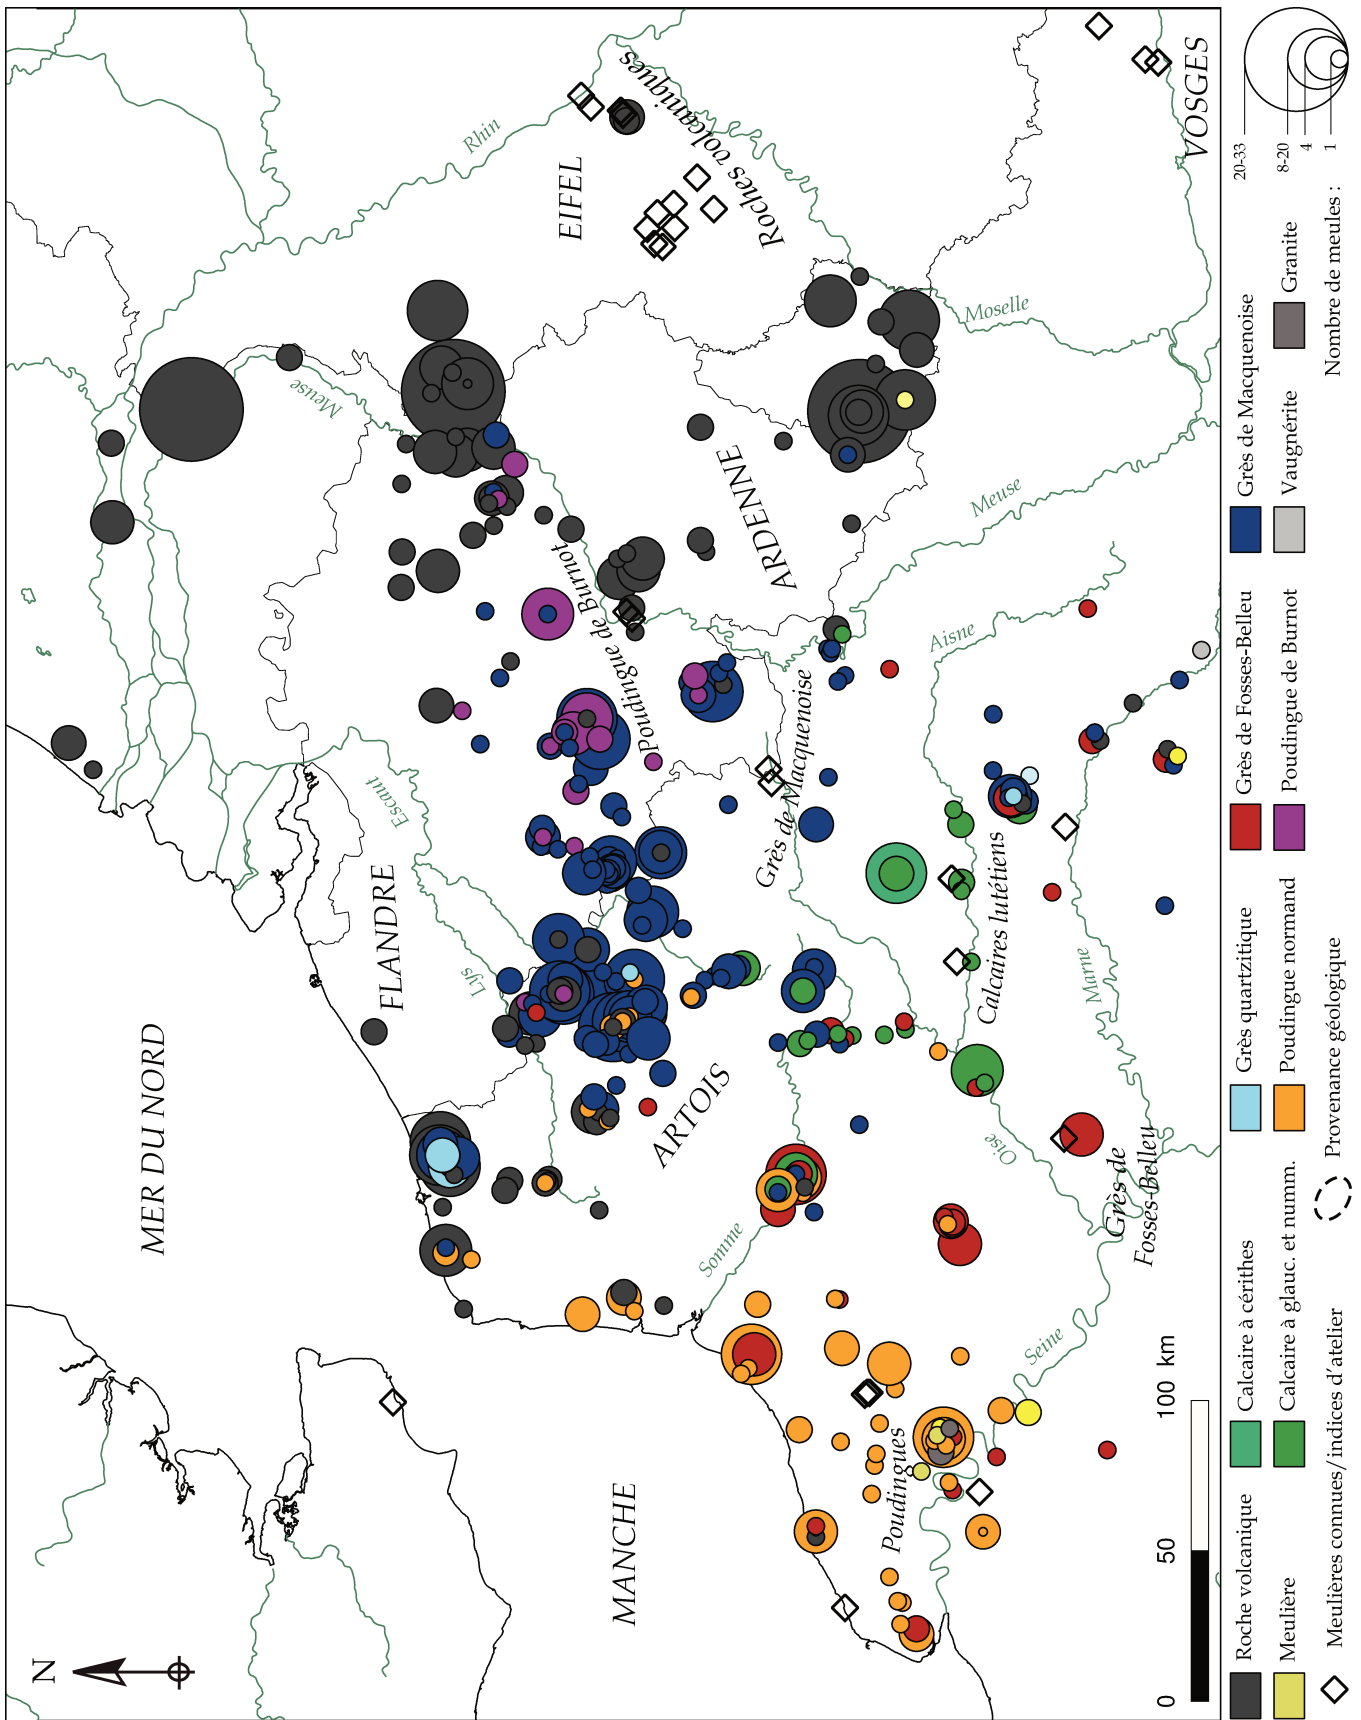 N
MER DU NORD
MANCHE
FLANDRE
ARTOIS
ARDENNE
EIFEL
VOSGES
Roches volcaniques
Poudingue de Burnot
Grès de Macquenoise
Calcaires lutétiens
Grès de
Fosses-Belleu
Poudingues
Rhin
Meuse
Escaut
Lys
Moselle
Meuse
Aisne
Marne
Oise
Somme
Seine
0 50 100 km
Roche volcanique
Calcaire à cérithes
Grès quartzitique
Grès de Fosses-Belleu
Grès de Macquenoise
Meulière
Calcaire à glauc. et numm.
Poudingue normand
Poudingue de Burnot
Vaugnérite
Granite
Meulières connues/indices d'atelier
Provenance géologique
Nombre de meules :
20-33
8-20
4
1